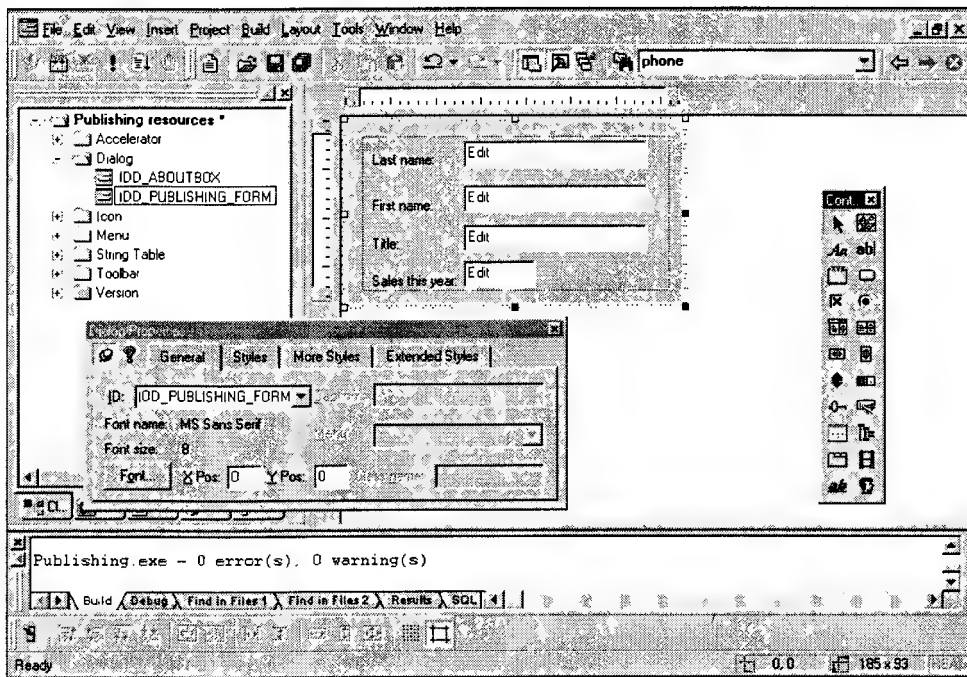 File Edit View Insert Project Build Layout Tools Window Help
phone
Publishing resources *
Accelerator
Dialog
IDD_ABOUTBOX
IDD_PUBLISHING_FORM
Icon
Menu
String Table
Toolbar
Version
Last name: Edit
First name: Edit
Title: Edit
Sales this year: Edit
Cont...
Aa ab|
General Styles More Styles Extended Styles
ID: IDD_PUBLISHING_FORM
Font name: MS Sans Serif
Font size: 8
Font... X Pos: 0 Y Pos: 0
Cl...
Publishing.exe - 0 error(s), 0 warning(s)
Build Debug Find in Files 1 Find in Files 2 Results SQL
Ready 0, 0 185 x 93 READ